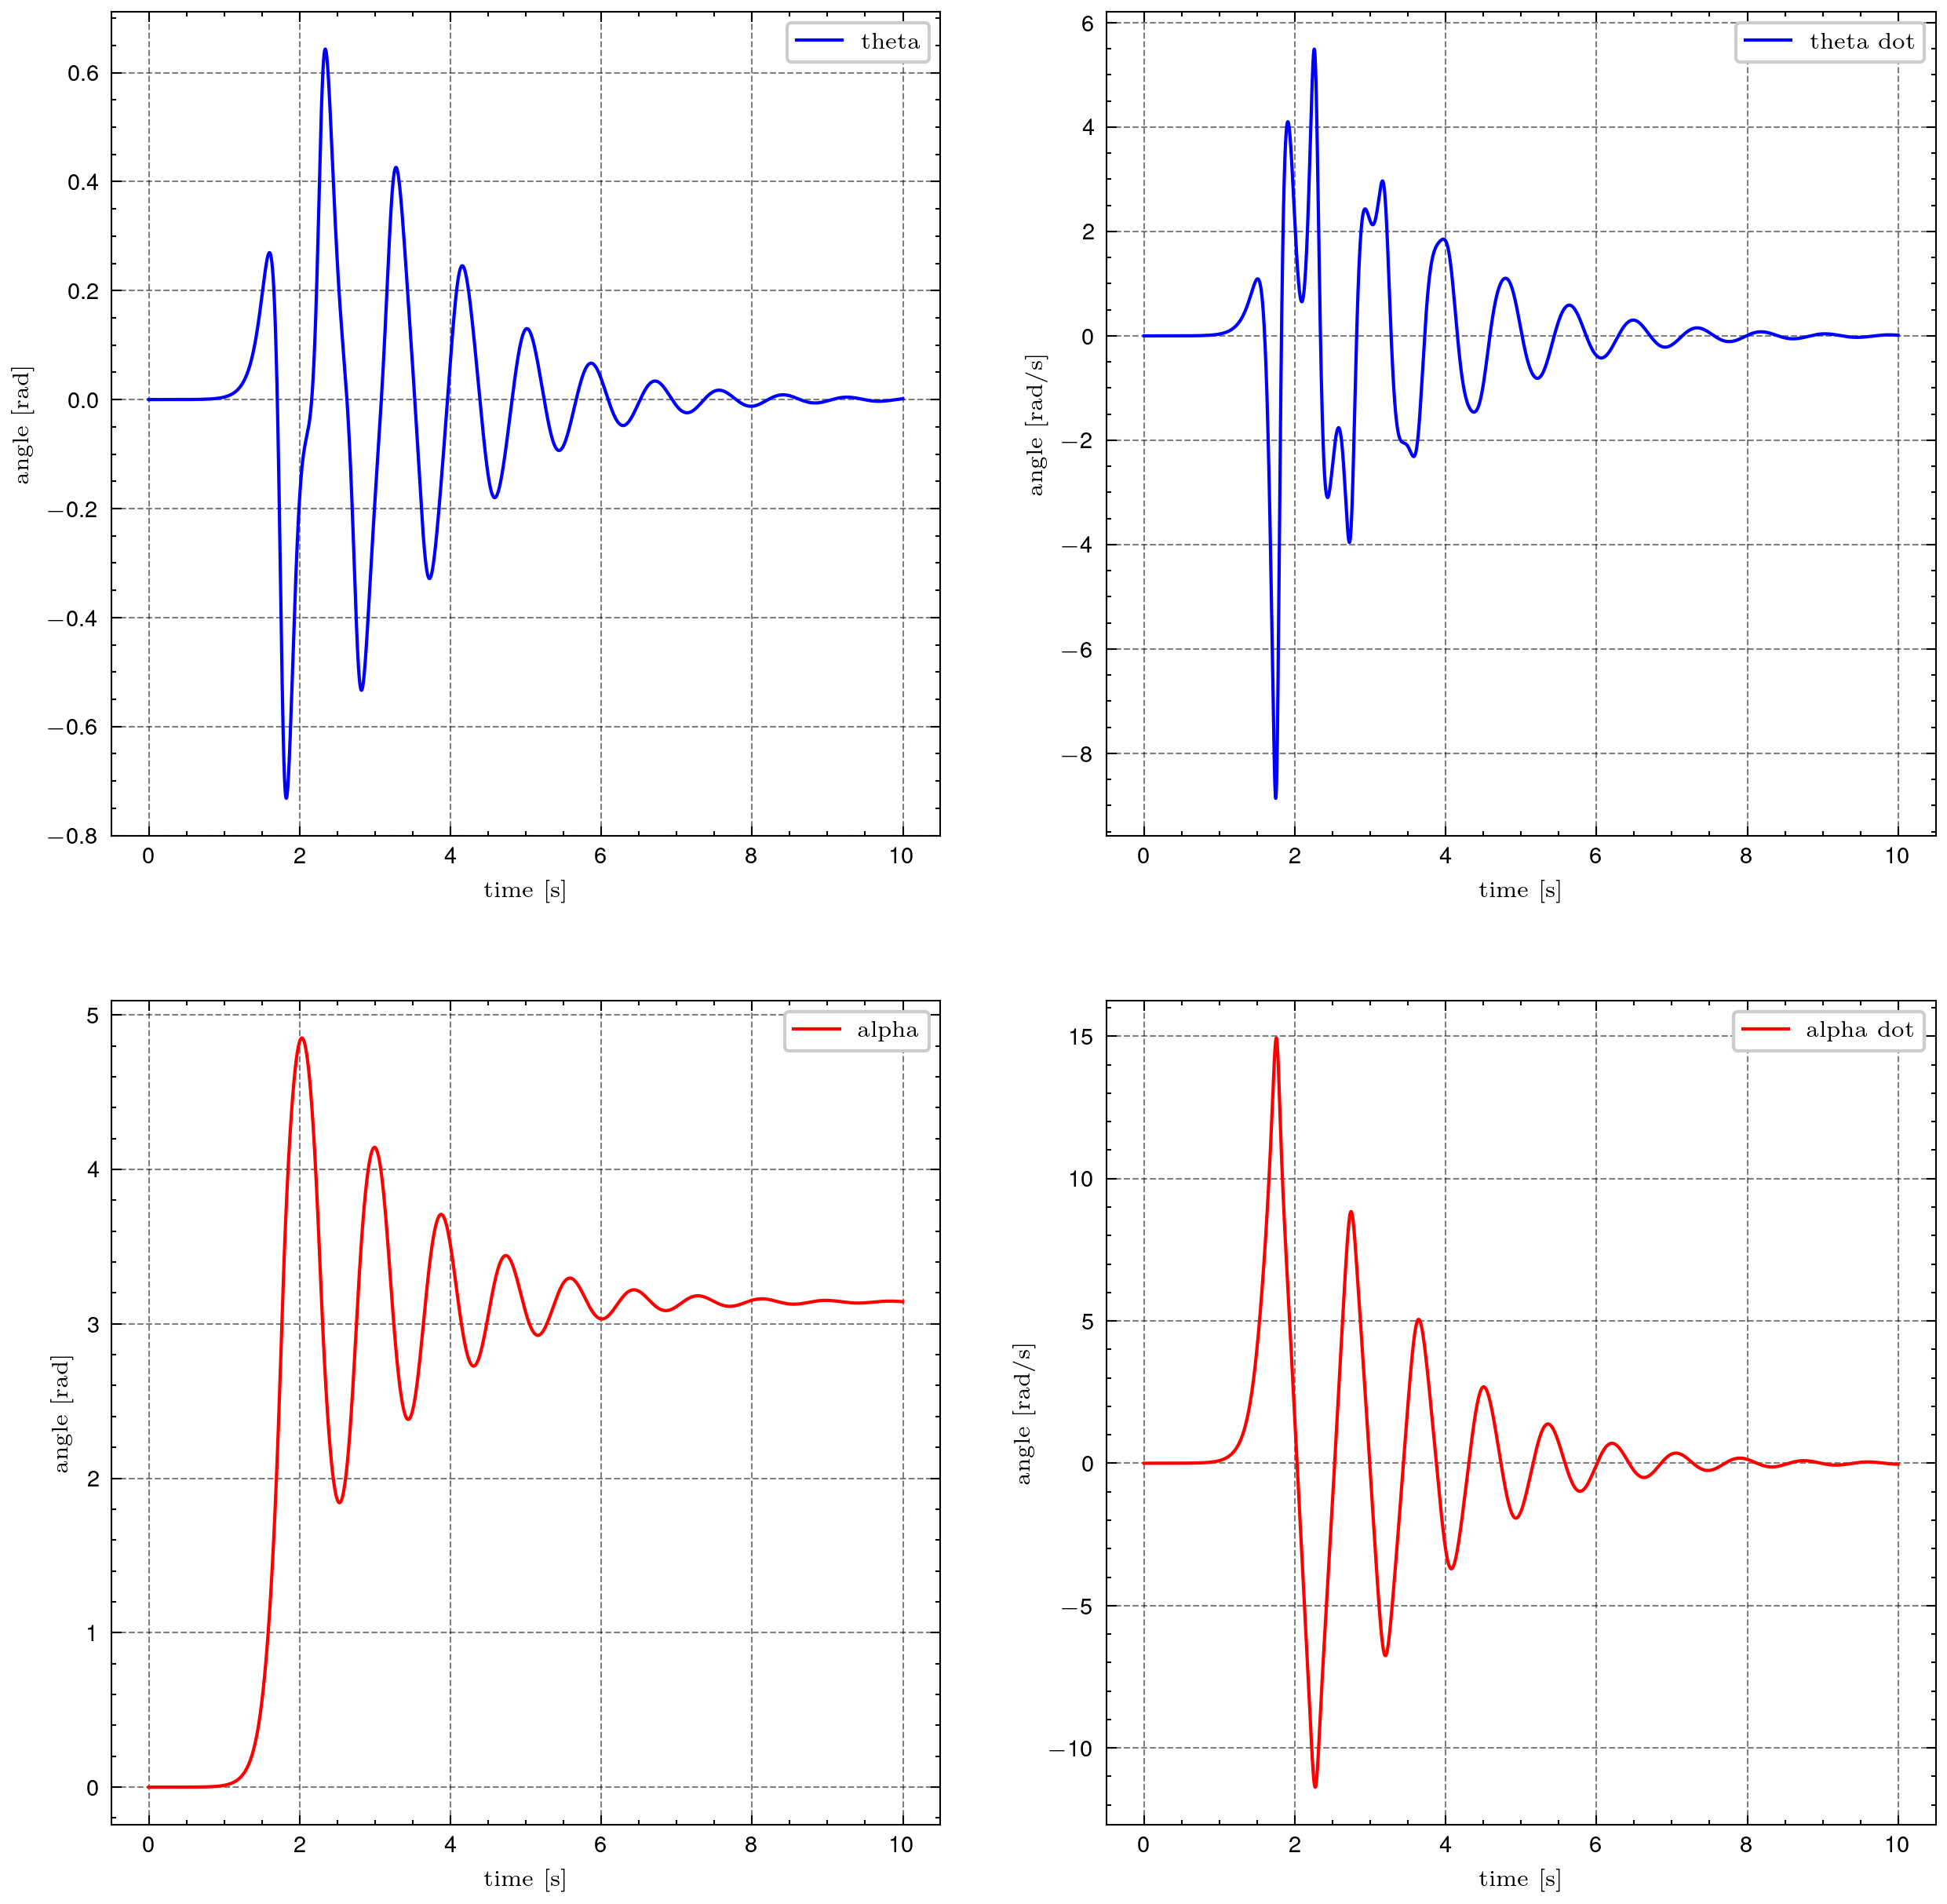 theta
0.6
0.4
0.2
0.0
−0.2
−0.4
−0.6
−0.8
angle [rad]
0 2 4 6 8 10
time [s]
theta dot
6
4
2
0
−2
−4
−6
−8
angle [rad/s]
0 2 4 6 8 10
time [s]
alpha
5
4
3
2
1
0
angle [rad]
0 2 4 6 8 10
time [s]
alpha dot
15
10
5
0
−5
−10
angle [rad/s]
0 2 4 6 8 10
time [s]